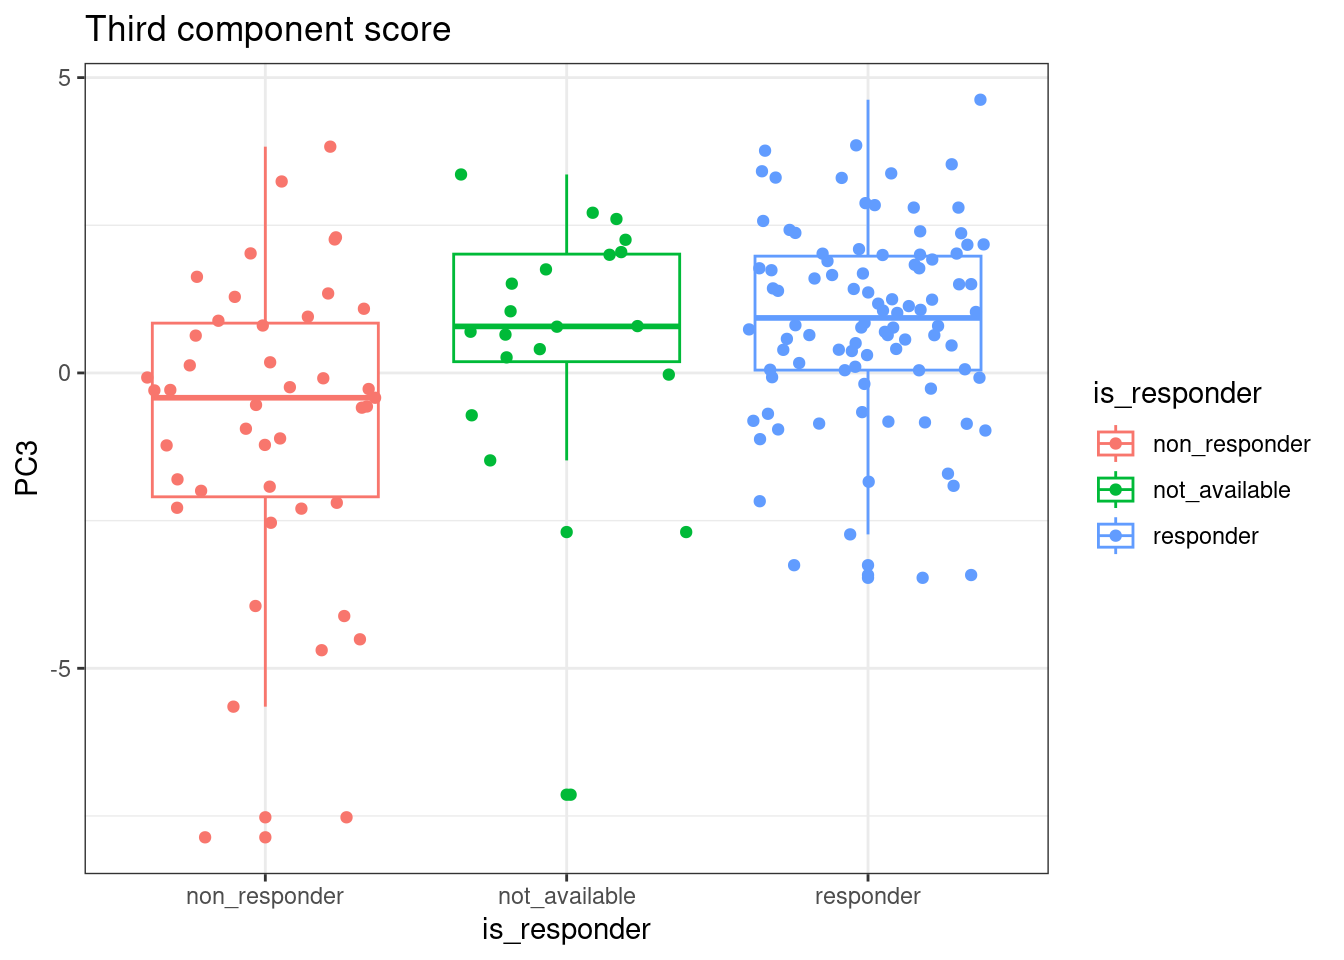 Third component score
5
0
-5
PC3
non_responder
not_available
responder
is_responder
is_responder
non_responder
not_available
responder